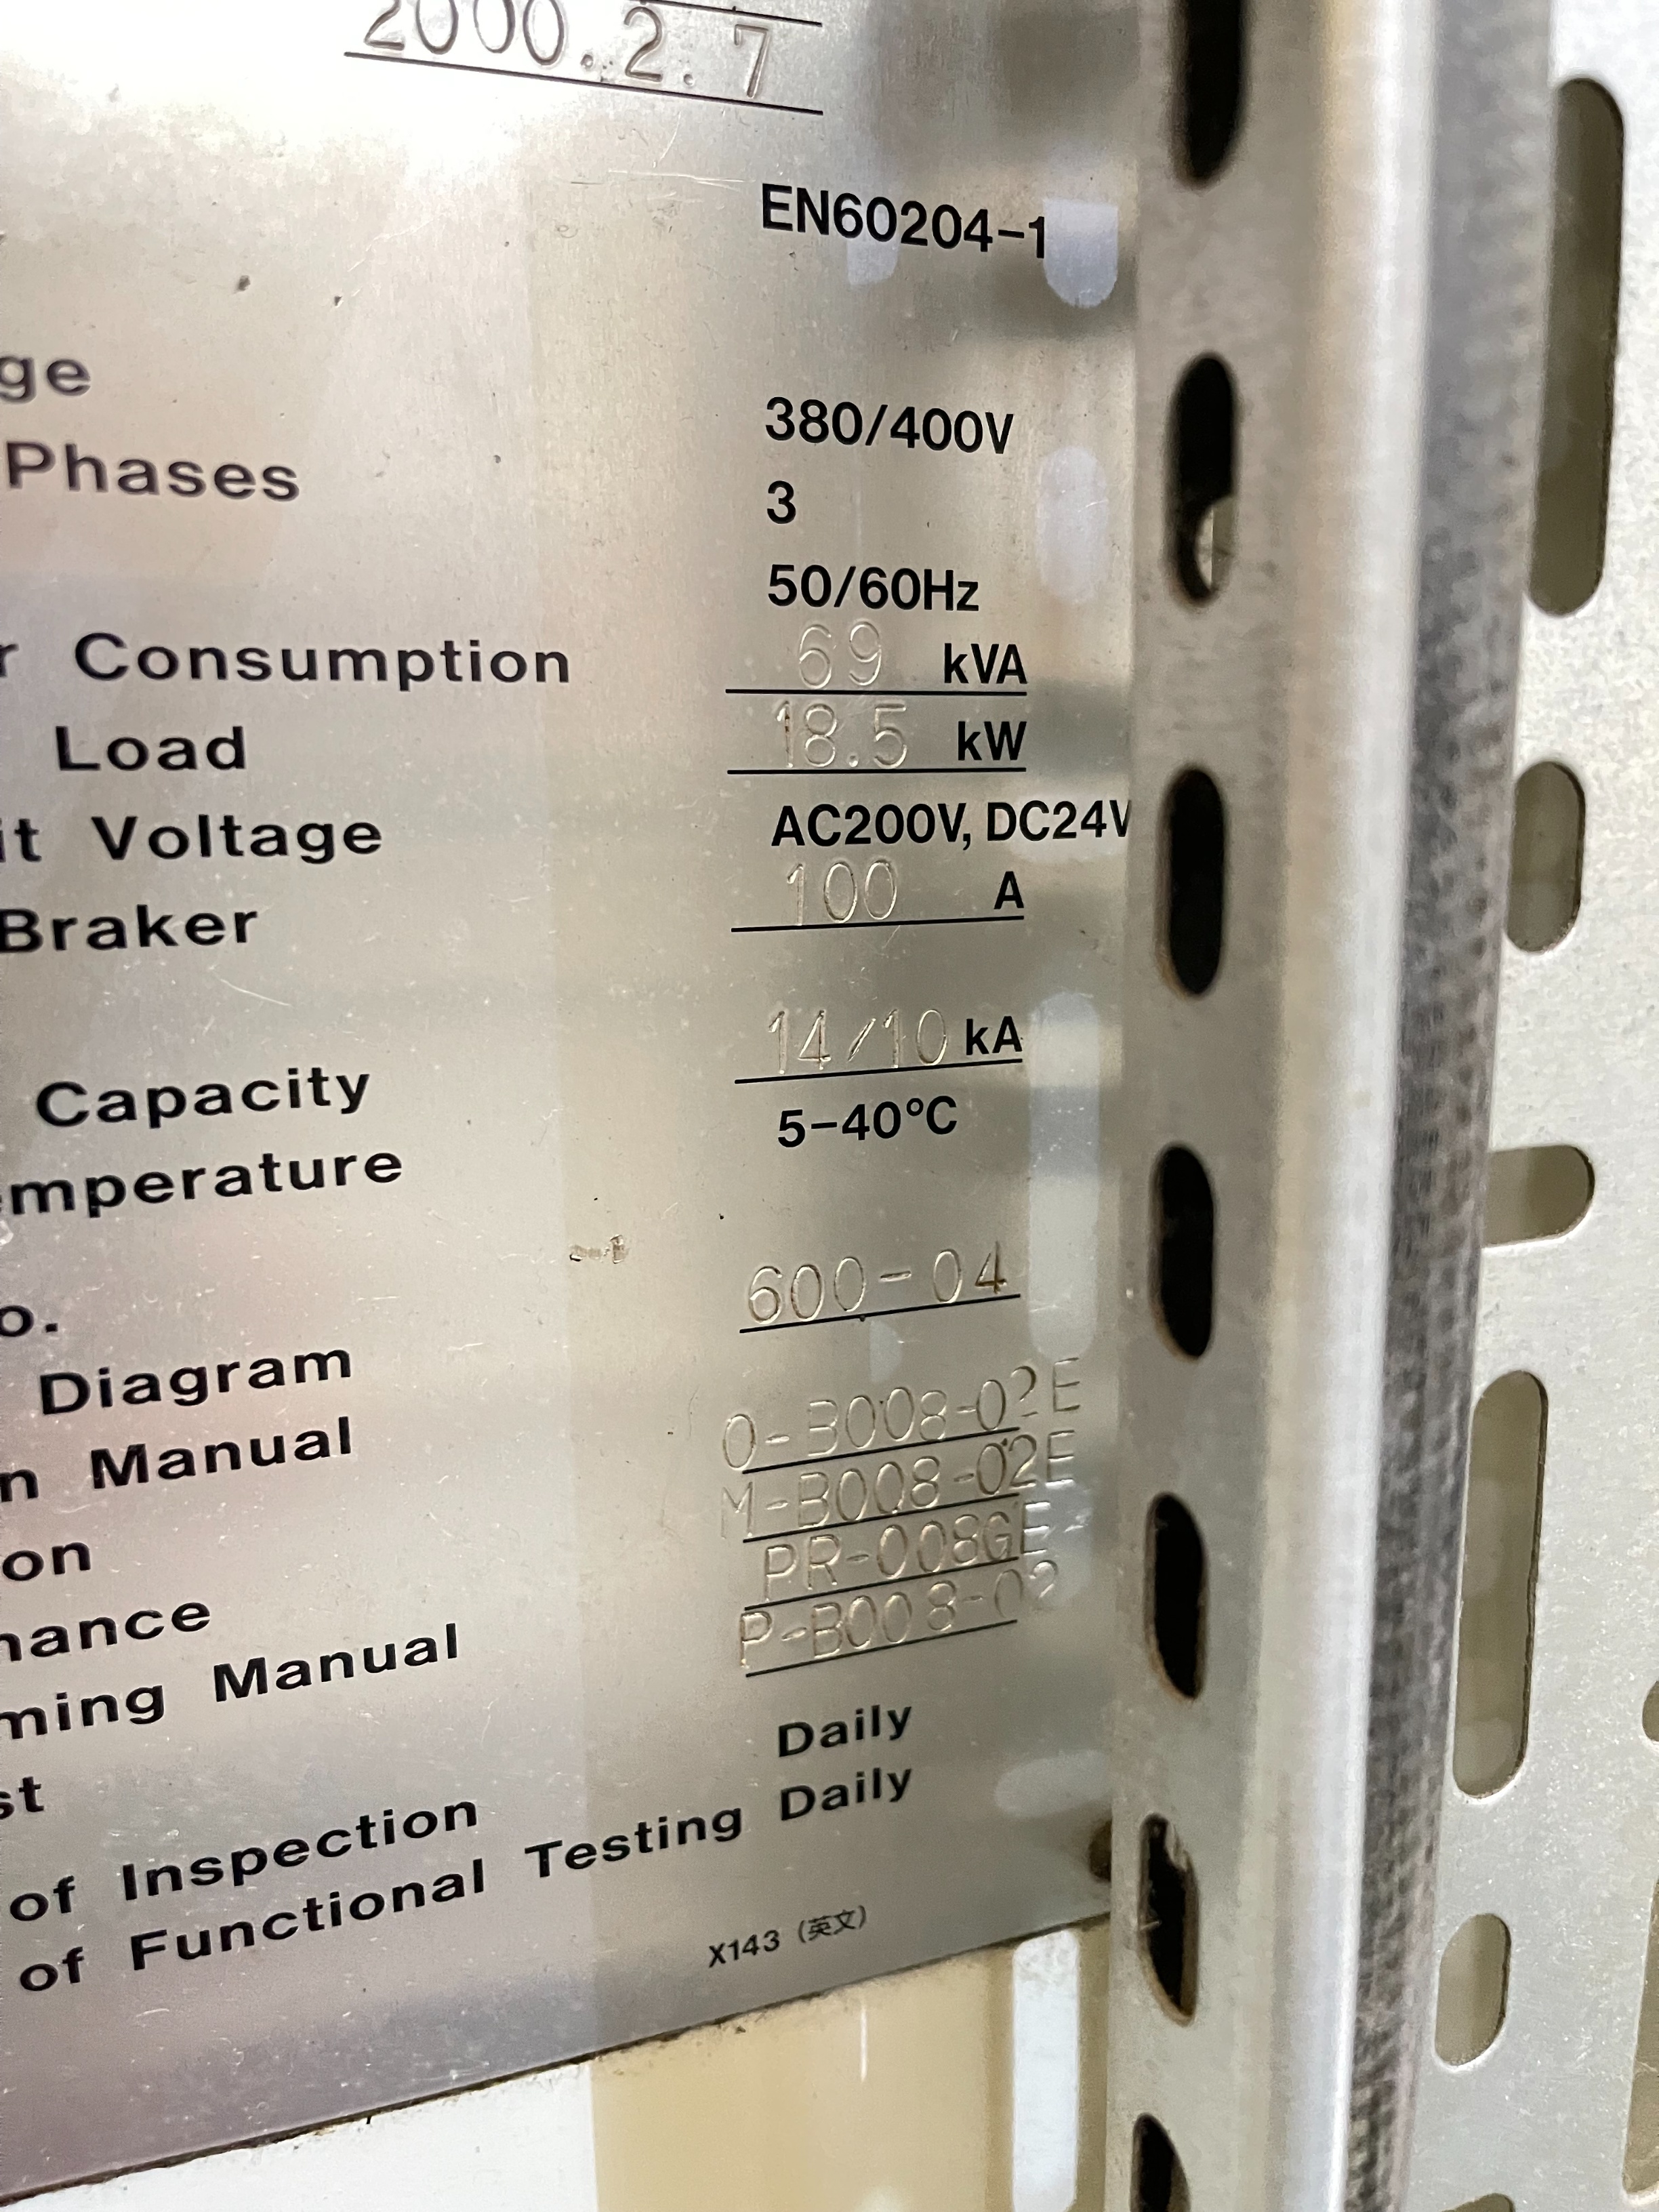 2000.2.7
EN60204-1
ge 380/400V
Phases 3
50/60Hz
r Consumption 69 kVA
Load 18.5 kW
it Voltage AC200V, DC24V
Braker 100 A
14/10 kA
Capacity
5-40°C
emperature
600-04
o.
Diagram
O-B008-02E
n Manual
M-B008-02E
on
PR-008GE
nance
P-B008-02
ming Manual
Daily
st
of Inspection
of Functional Testing Daily
X143 (英文)